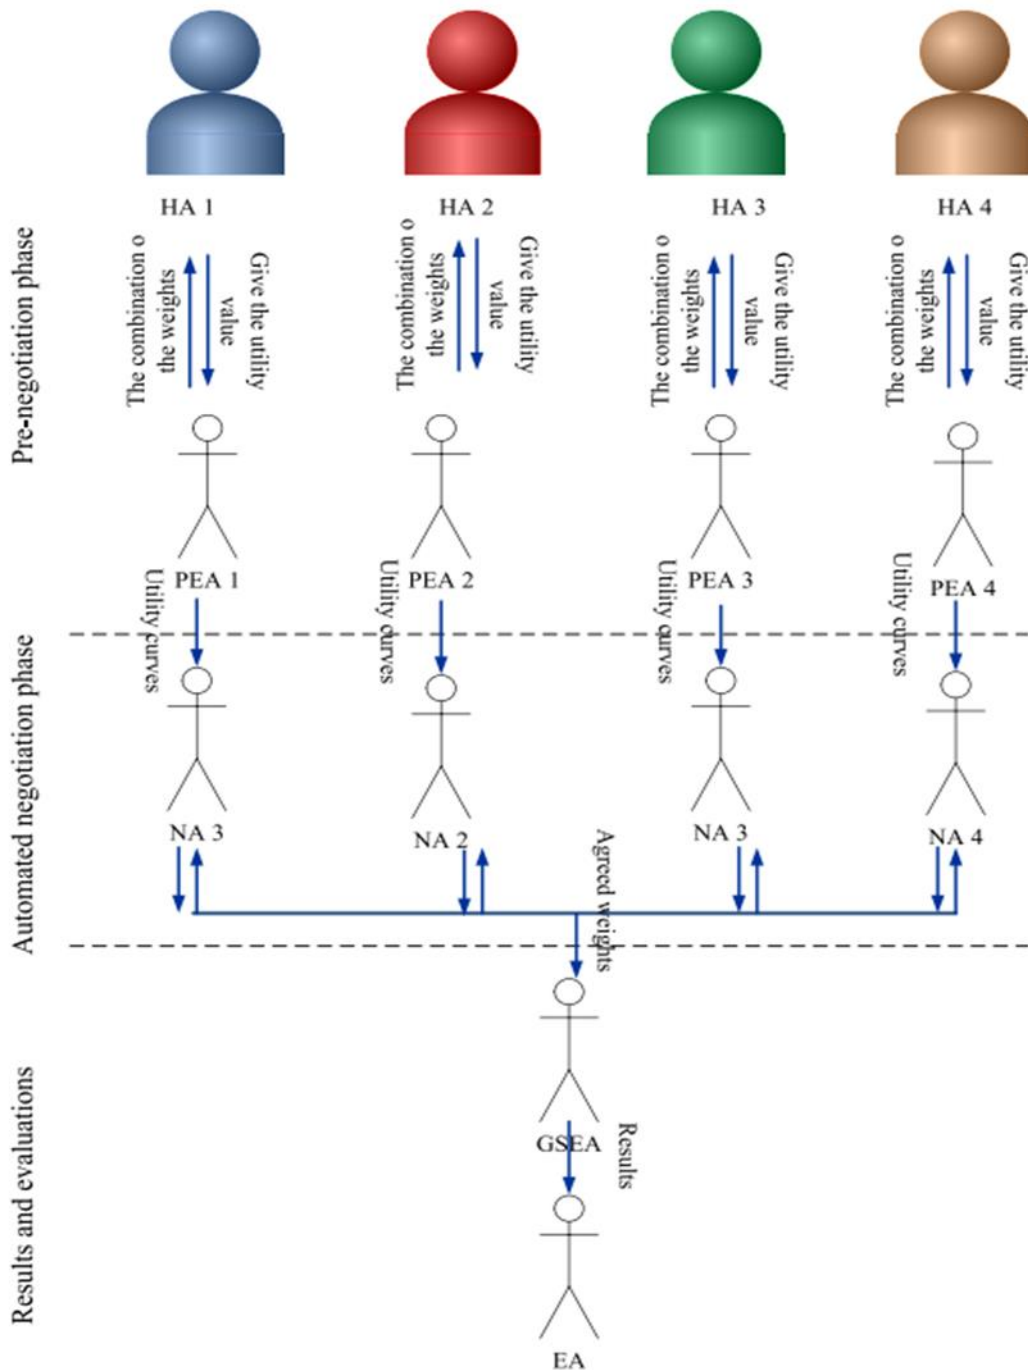 HA 1
HA 2
HA 3
HA 4
Pre-negotiation phase
The combination o
the weights
Give the utility
value
The combination o
the weights
Give the utility
value
The combination o
the weights
Give the utility
value
The combination o
the weights
Give the utility
value
PEA 1
PEA 2
PEA 3
PEA 4
Utility curves
Utility curves
Utility curves
Utility curves
Automated negotiation phase
NA 3
NA 2
NA 3
NA 4
Agreed weights
Results and evaluations
GSEA
Results
EA